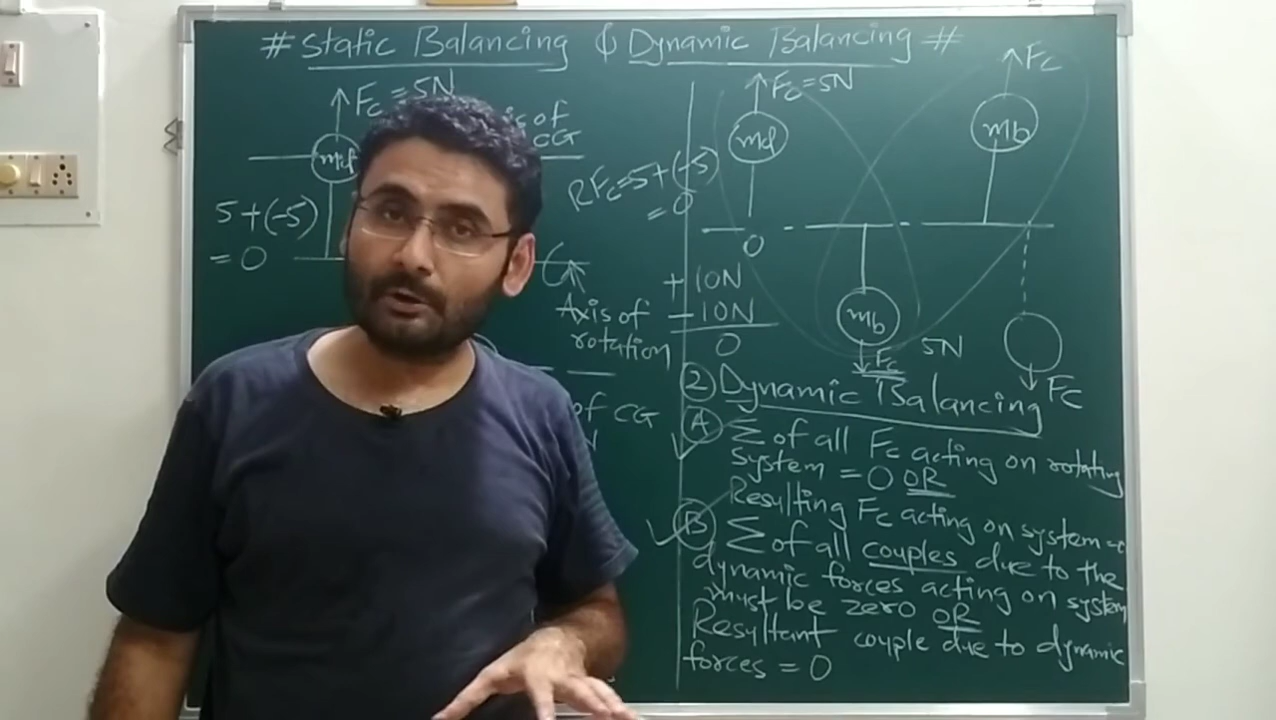 # Static Balancing & Dynamic Balancing #
Fc = 5N
md
is of
CG
5+(-5)
= 0
Axis of
rotation
of CG
Fc = 5N
md
RFc = 5+(-5)
= 0
0
+ 10N
- 10N
0
Fc
mb
mb
Fc
5N
Fc
② Dynamic Balancing
Ⓐ Σ of all Fc acting on rotating
system = 0 OR
Resulting Fc acting on system =
Ⓑ Σ of all couples due to the
dynamic forces acting on system
must be zero OR
Resultant couple due to dynamic
forces = 0